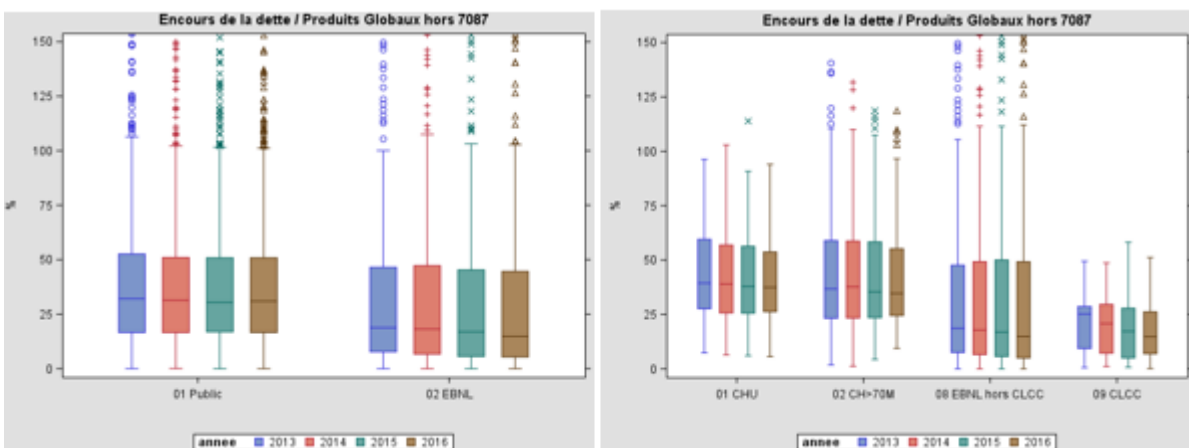 Encours de la dette / Produits Globaux hors 7087
150
125
100
75
50
25
0
%
01 Public 02 EBNL
annee 2013 2014 2015 2016
Encours de la dette / Produits Globaux hors 7087
150
125
100
75
50
25
0
%
01 CHU 02 CH>70M 08 EBNL hors CLCC 09 CLCC
annee 2013 2014 2015 2016